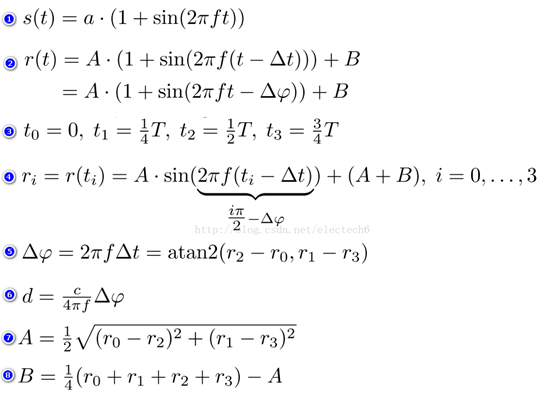 ❶ s(t) = a · (1 + sin(2πft))
❷ r(t) = A · (1 + sin(2πf(t − Δt))) + B
= A · (1 + sin(2πft − Δφ)) + B
❸ t₀ = 0, t₁ = ¼T, t₂ = ½T, t₃ = ¾T
❹ rᵢ = r(tᵢ) = A · sin(2πf(tᵢ − Δt)) + (A + B), i = 0, . . . , 3
iπ/2 − Δφ
http://blog.csdn.net/electech6
❺ Δφ = 2πfΔt = atan2(r₂ − r₀, r₁ − r₃)
❻ d = c/4πf Δφ
❼ A = ½√(r₀ − r₂)² + (r₁ − r₃)²
❽ B = ¼(r₀ + r₁ + r₂ + r₃) − A